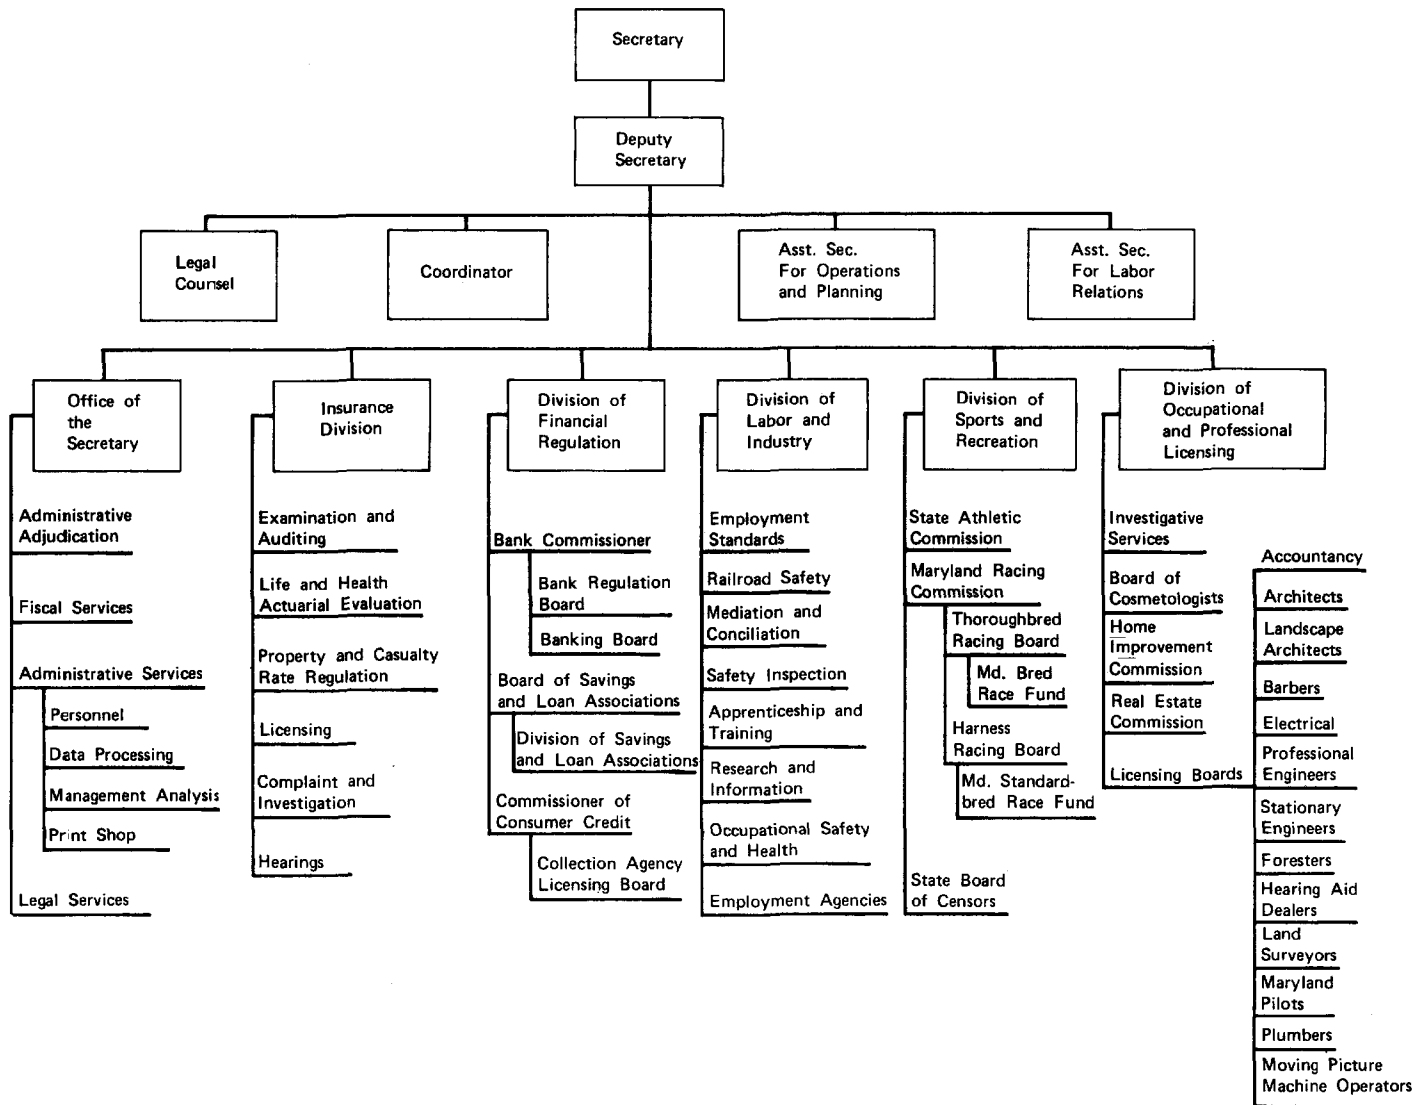 Secretary
Deputy
Secretary
Legal
Counsel
Coordinator
Asst. Sec.
For Operations
and Planning
Asst. Sec.
For Labor
Relations
Office of
the
Secretary
Insurance
Division
Division of
Financial
Regulation
Division of
Labor and
Industry
Division of
Sports and
Recreation
Division of
Occupational
and Professional
Licensing
Administrative
Adjudication
Fiscal Services
Administrative Services
Personnel
Data Processing
Management Analysis
Print Shop
Legal Services
Examination and
Auditing
Life and Health
Actuarial Evaluation
Property and Casualty
Rate Regulation
Licensing
Complaint and
Investigation
Hearings
Bank Commissioner
Bank Regulation
Board
Banking Board
Board of Savings
and Loan Associations
Division of Savings
and Loan Associations
Commissioner of
Consumer Credit
Collection Agency
Licensing Board
Employment
Standards
Railroad Safety
Mediation and
Conciliation
Safety Inspection
Apprenticeship and
Training
Research and
Information
Occupational Safety
and Health
Employment Agencies
State Athletic
Commission
Maryland Racing
Commission
Thoroughbred
Racing Board
Md. Bred
Race Fund
Harness
Racing Board
Md. Standard-
bred Race Fund
State Board
of Censors
Investigative
Services
Board of
Cosmetologists
Home
Improvement
Commission
Real Estate
Commission
Licensing Boards
Accountancy
Architects
Landscape
Architects
Barbers
Electrical
Professional
Engineers
Stationary
Engineers
Foresters
Hearing Aid
Dealers
Land
Surveyors
Maryland
Pilots
Plumbers
Moving Picture
Machine Operators